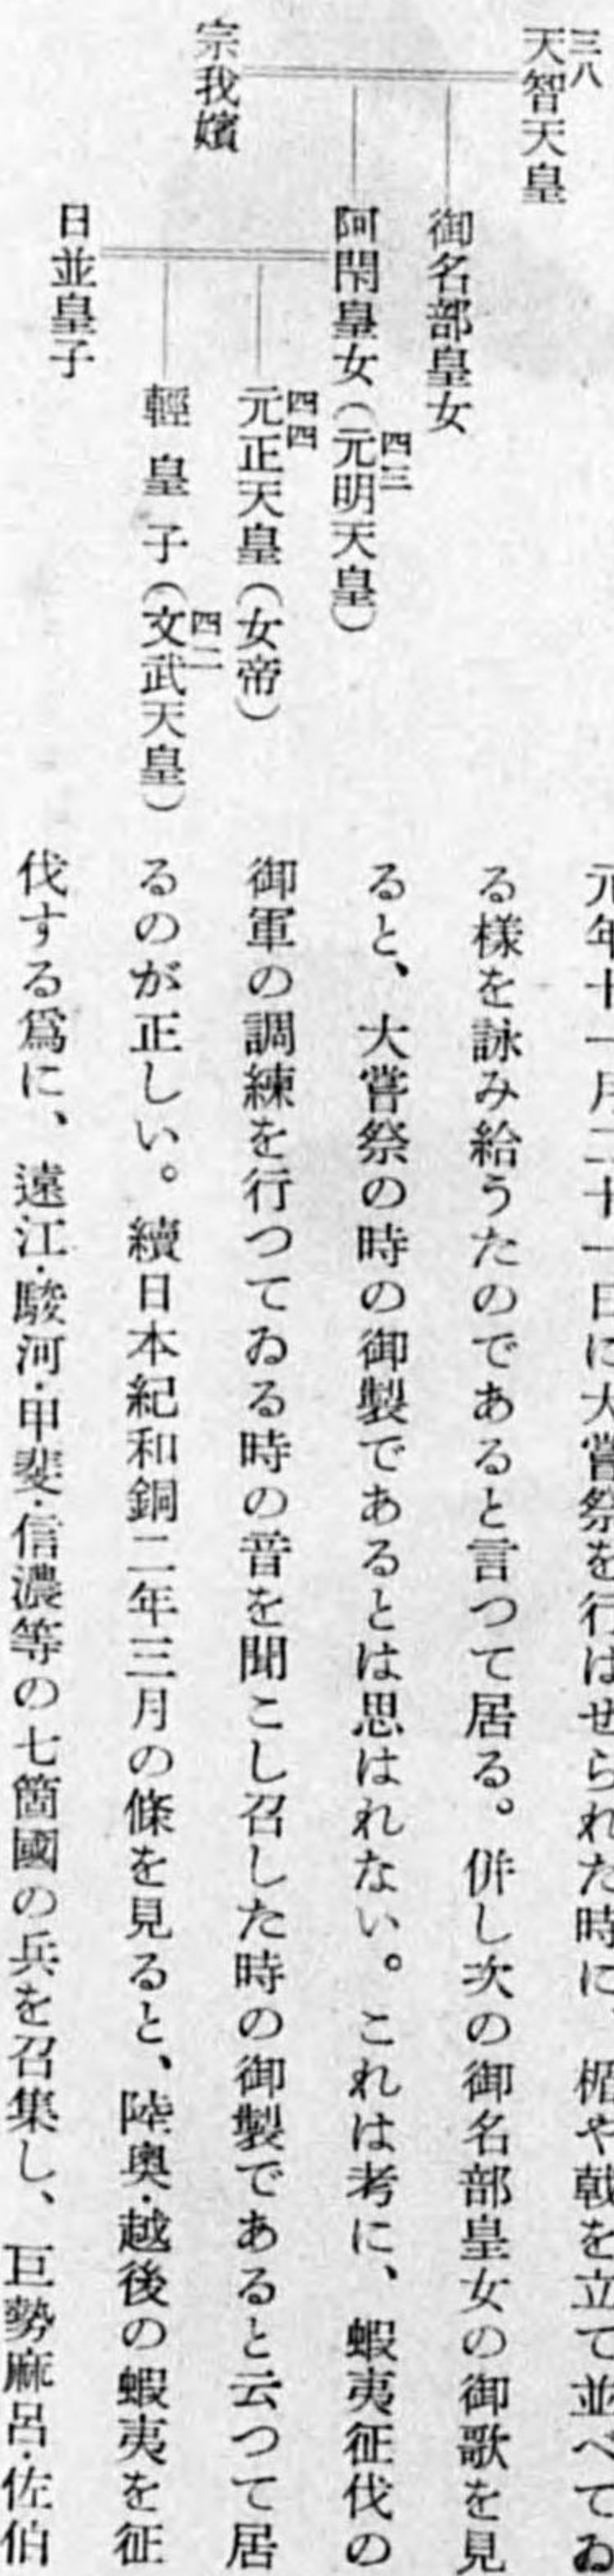 三八
天智天皇
宗我嬪
御名部皇女
四三
阿閇皇女(元明天皇)
四四
元正天皇(女帝)
四二
輕皇子(文武天皇)
日並皇子
元年十一月二十一日に大嘗祭を行はせられた時に 楯や戟を立て並べてゐ
る樣を詠み給うたのであると言つて居る。併し次の御名部皇女の御歌を見
ると、大嘗祭の時の御製であるとは思はれない。これは考に、蝦夷征伐の
御軍の調練を行つてゐる時の音を聞こし召した時の御製であると云つて居
るのが正しい。續日本紀和銅二年三月の條を見ると、陸奧・越後の蝦夷を征
伐する爲に、遠江・駿河・甲斐・信濃等の七箇國の兵を召集し、巨勢麻呂・佐伯